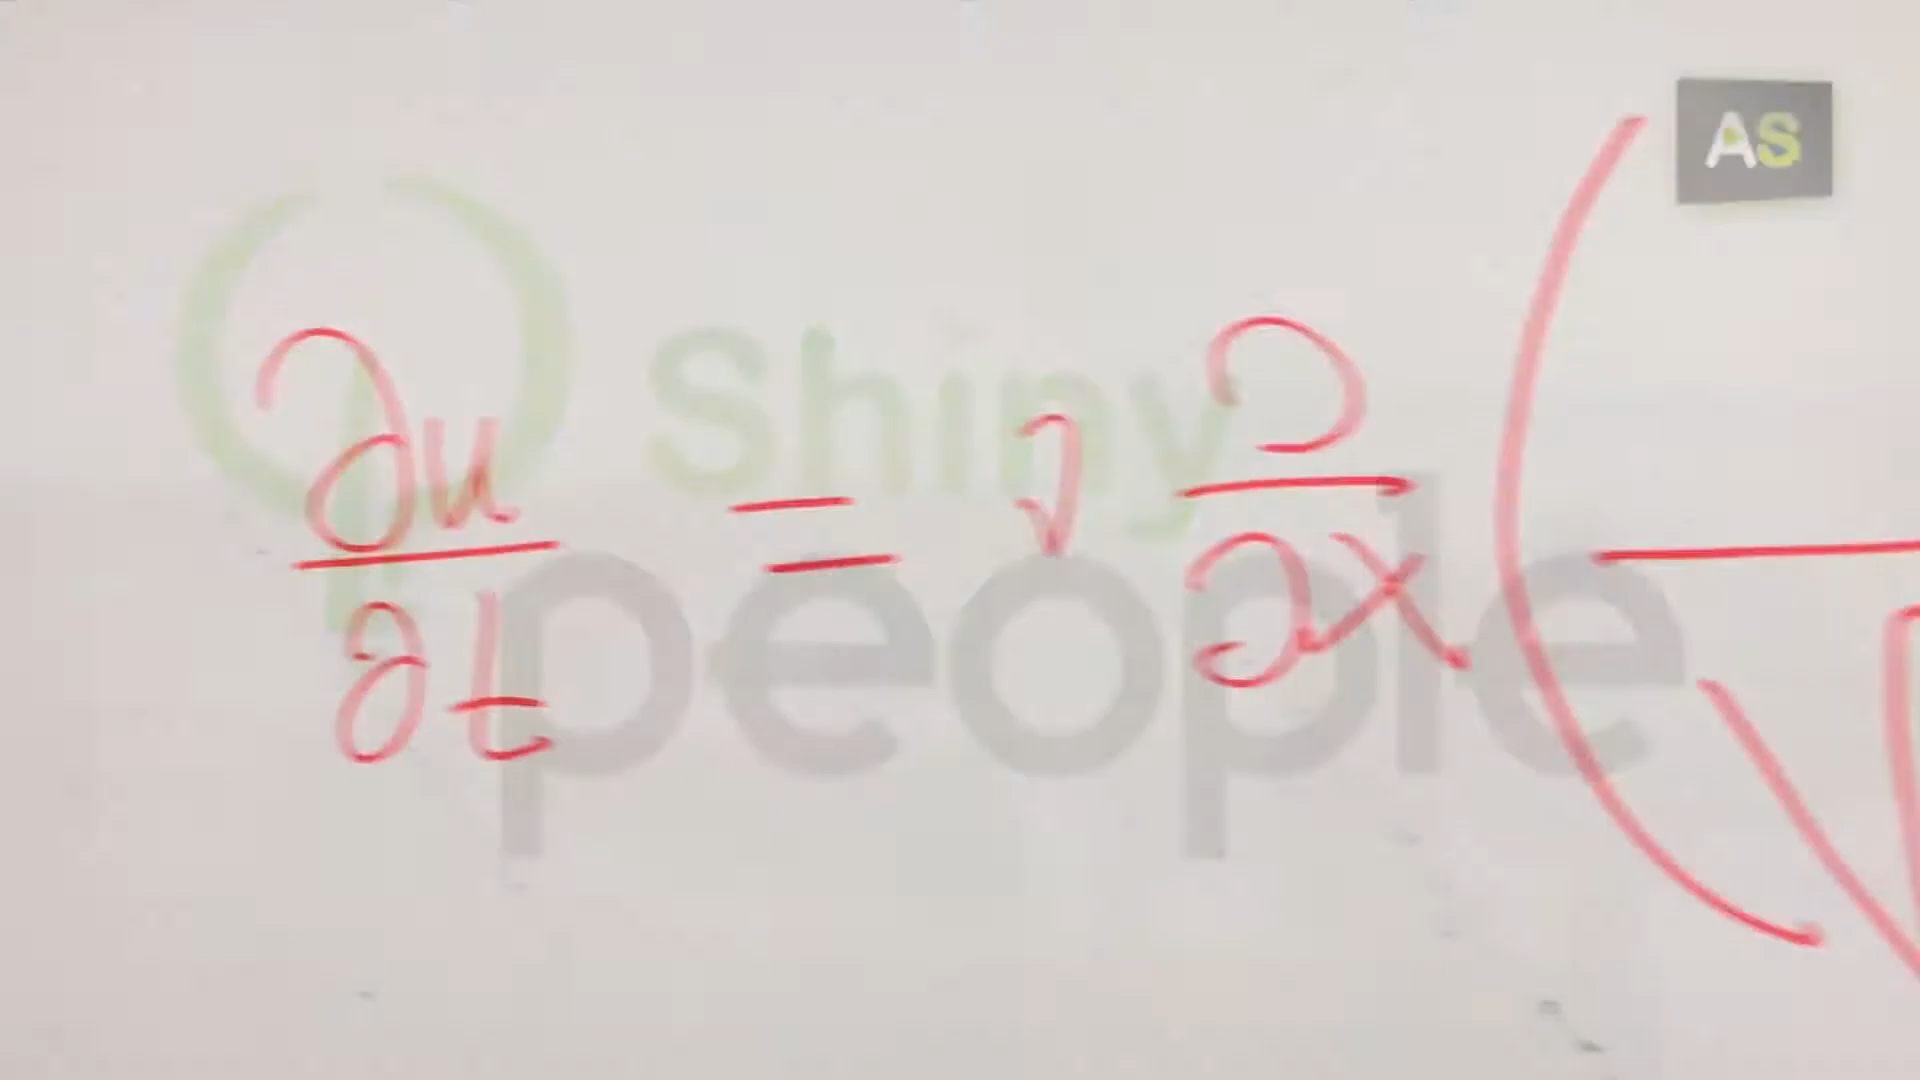 AS
Shiny
people
∂u/∂t = ν ∂/∂x (